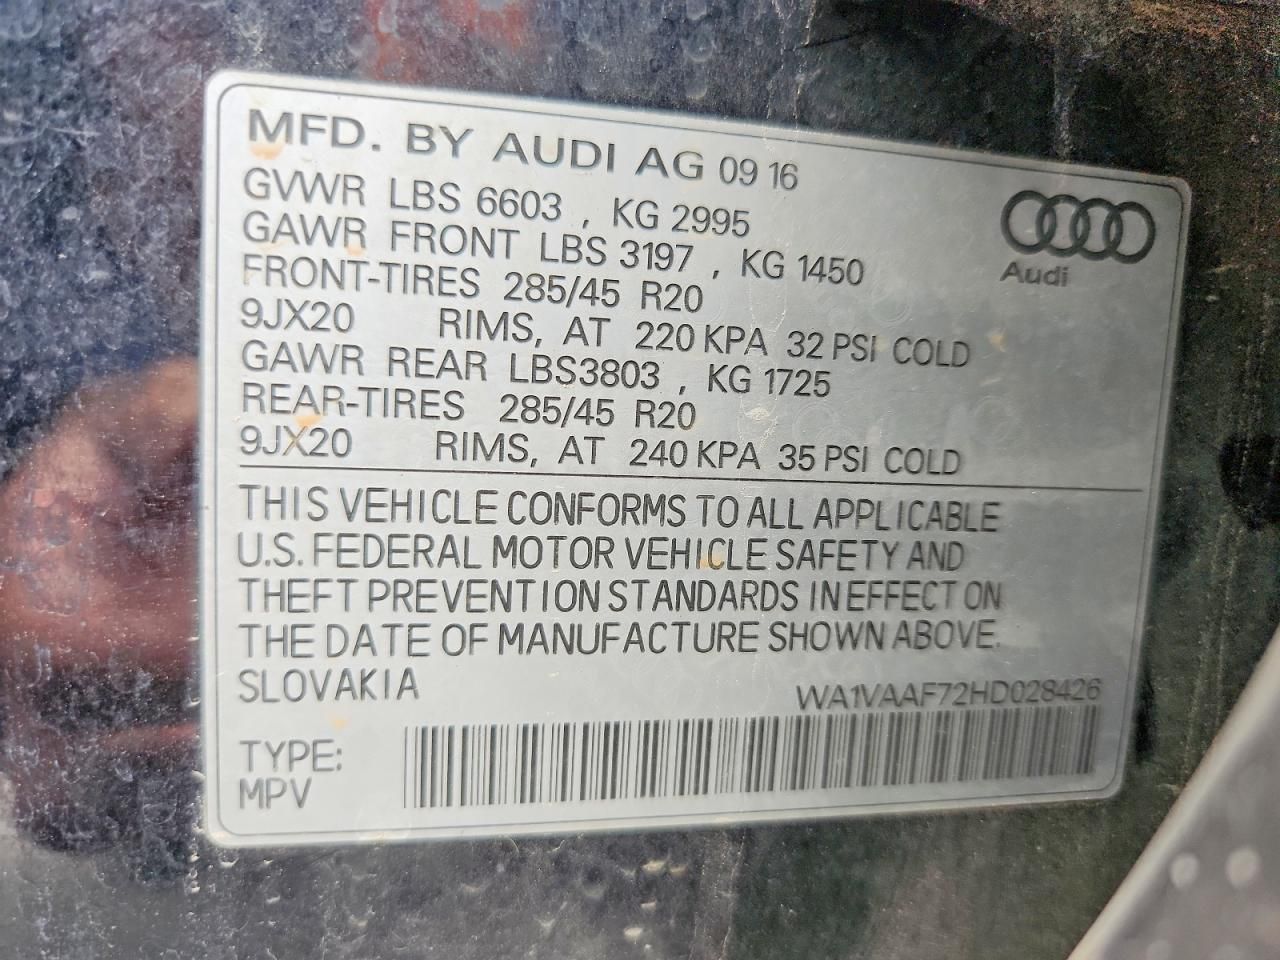 MFD. BY AUDI AG 09 16
GVWR LBS 6603 , KG 2995
GAWR FRONT LBS 3197 , KG 1450
FRONT-TIRES 285/45 R20
9JX20 RIMS, AT 220 KPA 32 PSI COLD
GAWR REAR LBS3803 , KG 1725
REAR-TIRES 285/45 R20
9JX20 RIMS, AT 240 KPA 35 PSI COLD
Audi
THIS VEHICLE CONFORMS TO ALL APPLICABLE
U.S. FEDERAL MOTOR VEHICLE SAFETY AND
THEFT PREVENTION STANDARDS IN EFFECT ON
THE DATE OF MANUFACTURE SHOWN ABOVE.
SLOVAKIA
WA1VAAF72HD028426
TYPE:
MPV